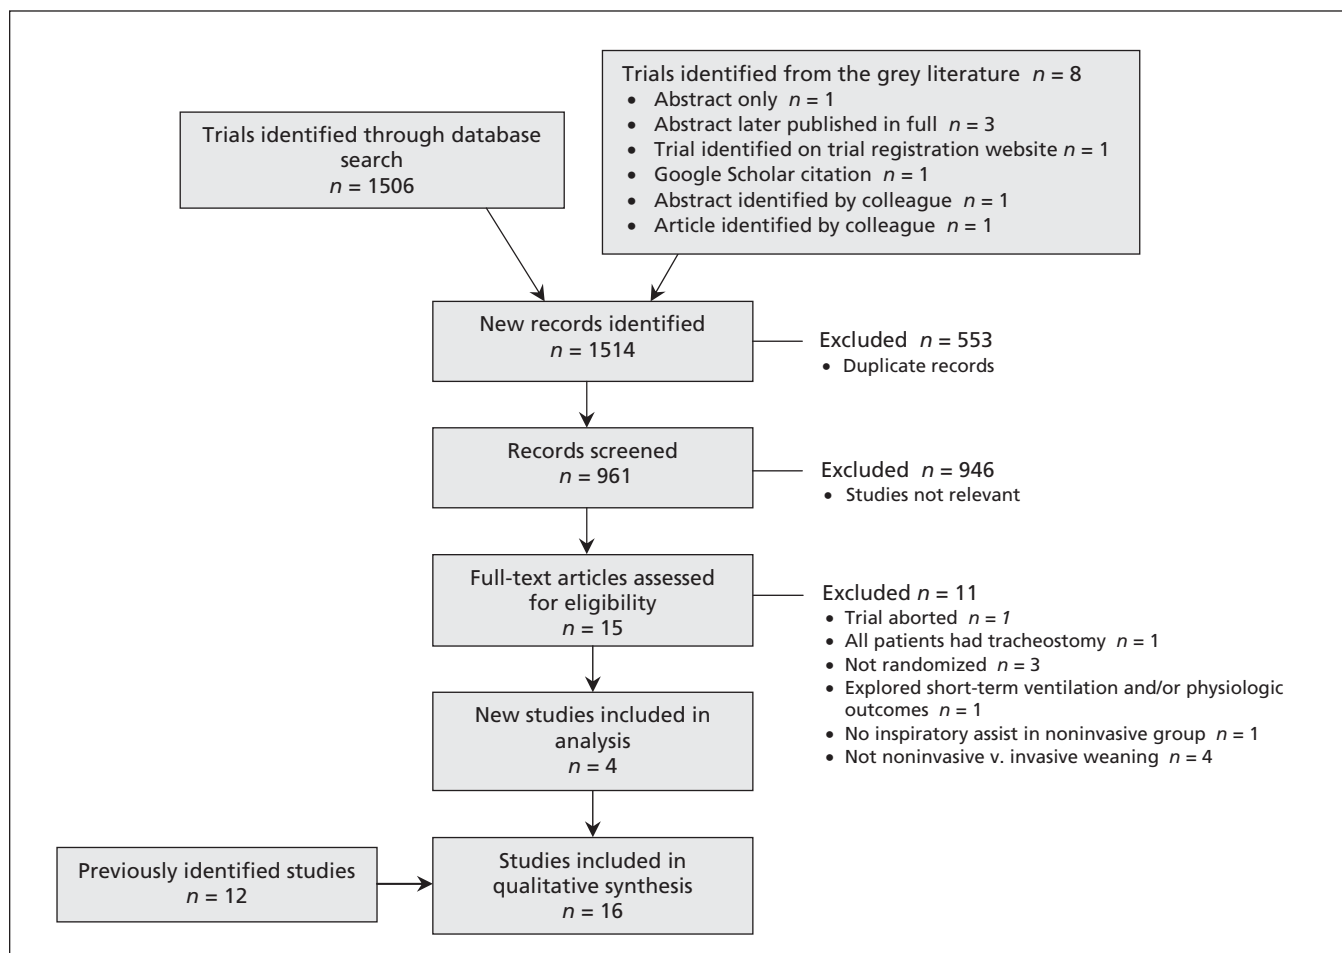 Trials identified through database
search
n = 1506
Trials identified from the grey literature n = 8
• Abstract only n = 1
• Abstract later published in full n = 3
• Trial identified on trial registration website n = 1
• Google Scholar citation n = 1
• Abstract identified by colleague n = 1
• Article identified by colleague n = 1
New records identified
n = 1514
Excluded n = 553
• Duplicate records
Records screened
n = 961
Excluded n = 946
• Studies not relevant
Full-text articles assessed
for eligibility
n = 15
Excluded n = 11
• Trial aborted n = 1
• All patients had tracheostomy n = 1
• Not randomized n = 3
• Explored short-term ventilation and/or physiologic
outcomes n = 1
• No inspiratory assist in noninvasive group n = 1
• Not noninvasive v. invasive weaning n = 4
New studies included in
analysis
n = 4
Previously identified studies
n = 12
Studies included in
qualitative synthesis
n = 16